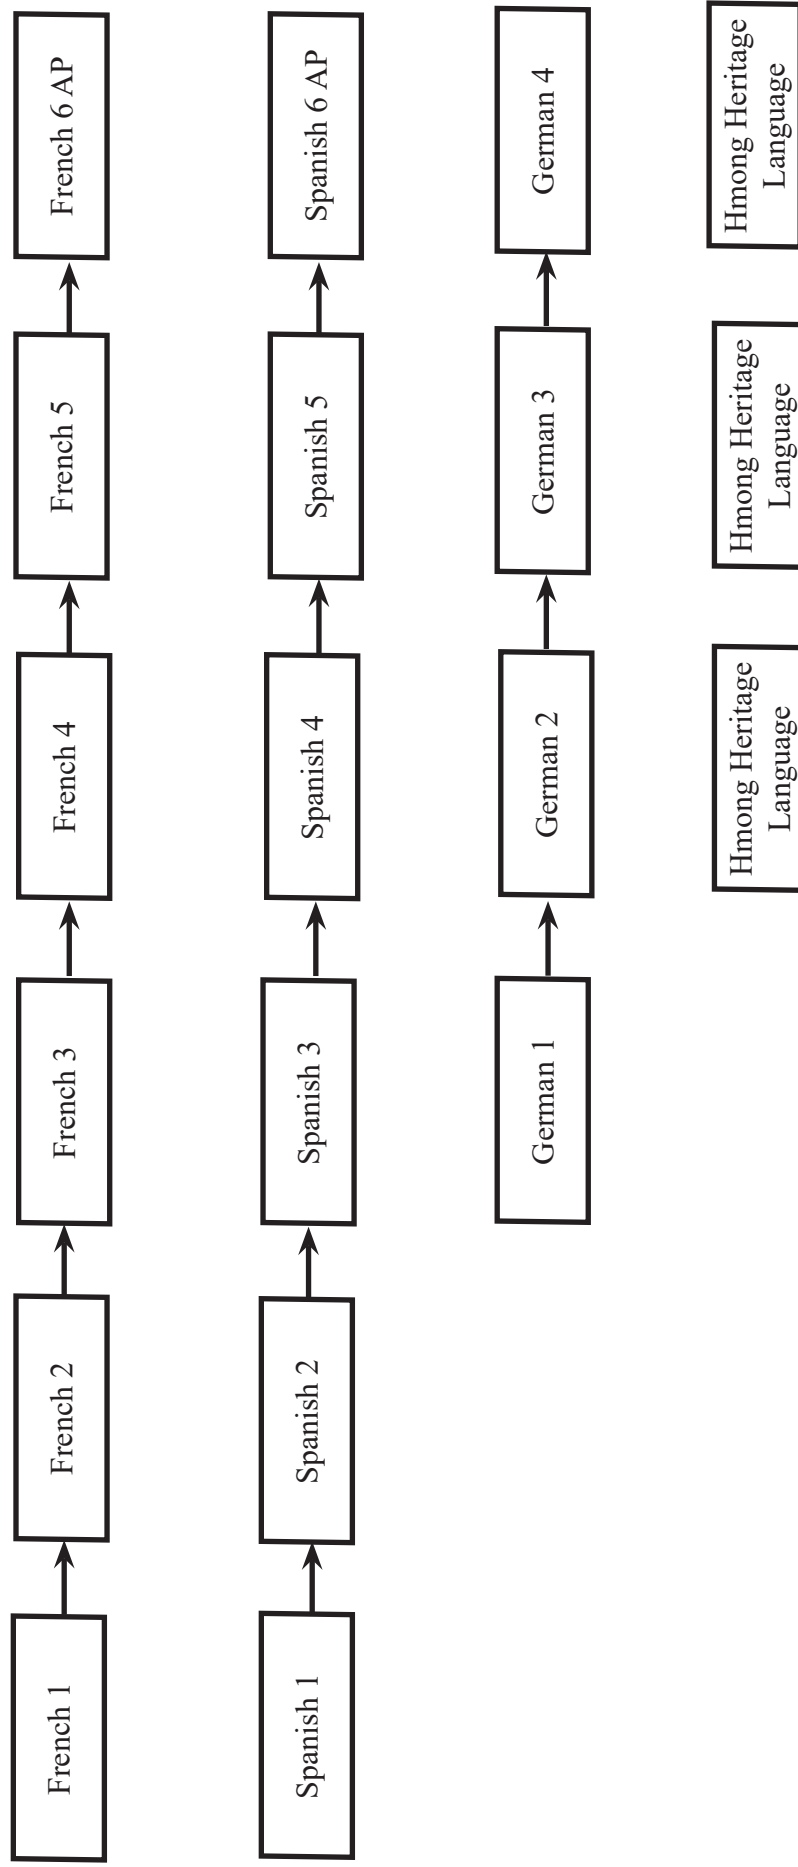 French 1
French 2
French 3
French 4
French 5
French 6 AP
Spanish 1
Spanish 2
Spanish 3
Spanish 4
Spanish 5
Spanish 6 AP
German 1
German 2
German 3
German 4
Hmong Heritage
Language
Hmong Heritage
Language
Hmong Heritage
Language